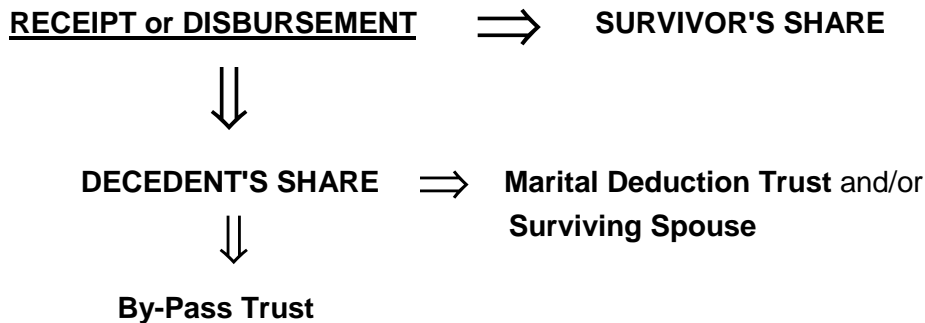 RECEIPT or DISBURSEMENT ⇒ SURVIVOR'S SHARE
⇓
DECEDENT'S SHARE ⇒ Marital Deduction Trust and/or
Surviving Spouse
⇓
By-Pass Trust